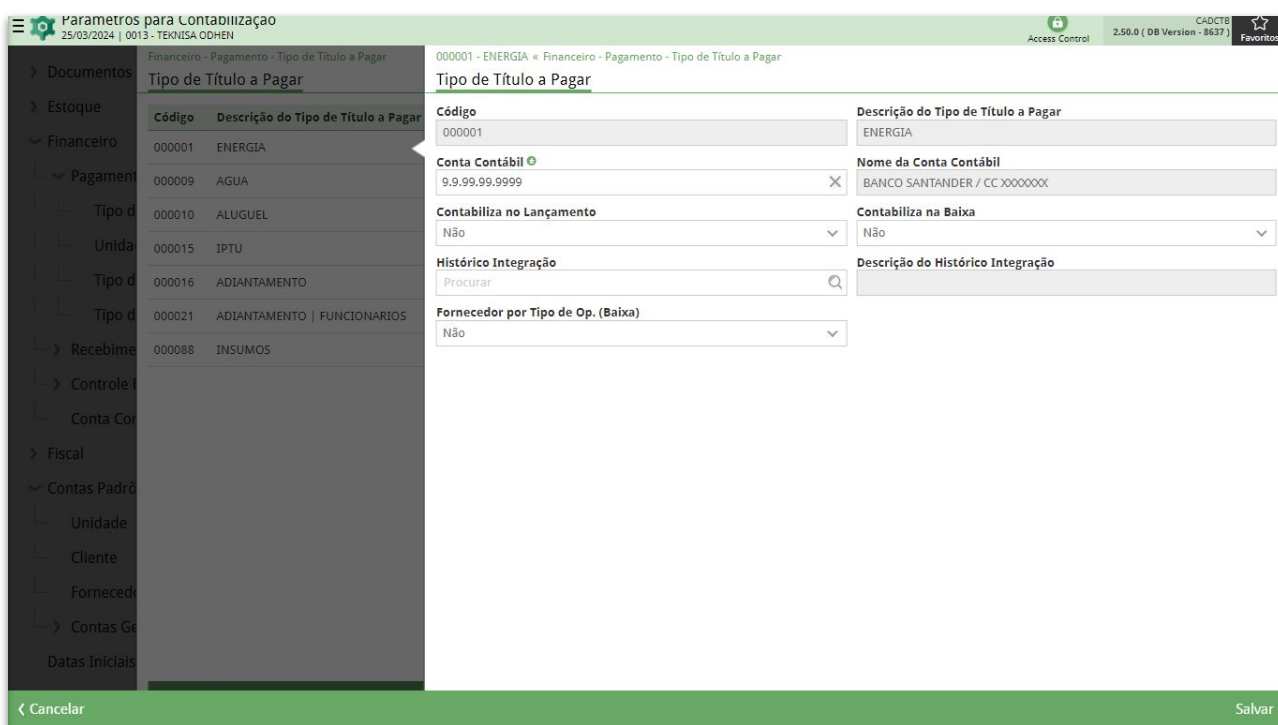 Parâmetros para Contabilização
25/03/2024 | 0013 - TEKNISA ODHEN
Access Control
CADCTB
2.50.0 ( DB Version - 8637 )
Favoritos
Documentos
Estoque
Financeiro
Pagament
Tipo d
Unida
Tipo d
Tipo d
Recebime
Controle
Conta Cor
Fiscal
Contas Padrõ
Unidade
Cliente
Forneced
Contas Ge
Datas Iniciais
Financeiro - Pagamento - Tipo de Título a Pagar
Tipo de Título a Pagar
Código Descrição do Tipo de Título a Pagar
000001 ENERGIA
000009 AGUA
000010 ALUGUEL
000015 IPTU
000016 ADIANTAMENTO
000021 ADIANTAMENTO | FUNCIONARIOS
000088 INSUMOS
000001 - ENERGIA « Financeiro - Pagamento - Tipo de Título a Pagar
Tipo de Título a Pagar
Código
000001
Descrição do Tipo de Título a Pagar
ENERGIA
Conta Contábil
9.9.99.99.9999
Nome da Conta Contábil
BANCO SANTANDER / CC XXXXXXX
Contabiliza no Lançamento
Não
Contabiliza na Baixa
Não
Histórico Integração
Procurar
Descrição do Histórico Integração
Fornecedor por Tipo de Op. (Baixa)
Não
Cancelar
Salvar